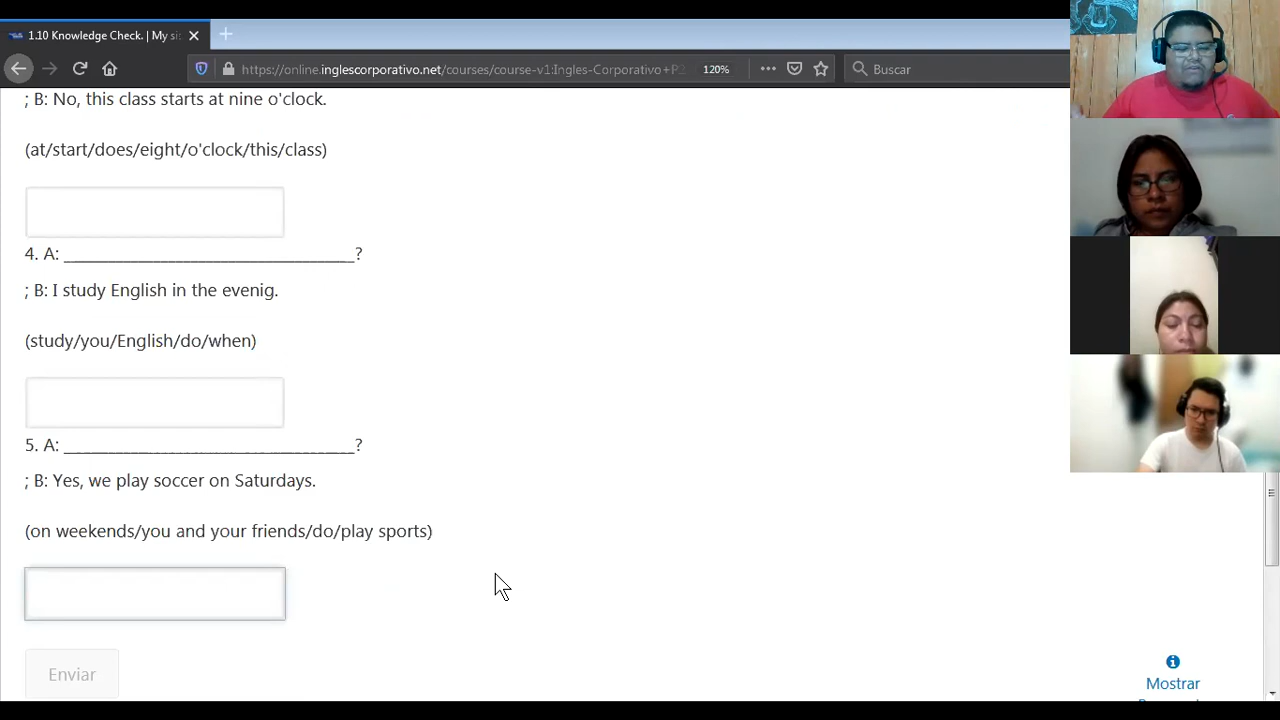 1.10 Knowledge Check. | My sis
https://online.inglescorporativo.net/courses/course-v1:Ingles-Corporativo+P
120%
Buscar
; B: No, this class starts at nine o'clock.
(at/start/does/eight/o'clock/this/class)
4. A: ________________________________?
; B: I study English in the evenig.
(study/you/English/do/when)
5. A: ________________________________?
; B: Yes, we play soccer on Saturdays.
(on weekends/you and your friends/do/play sports)
Enviar
Mostrar